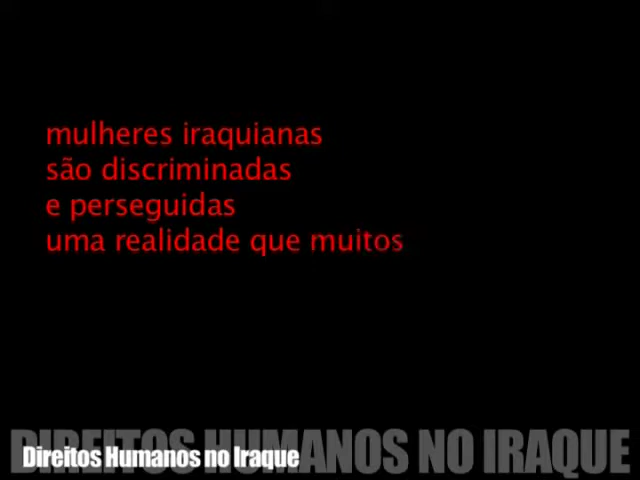 mulheres iraquianas
são discriminadas
e perseguidas
uma realidade que muitos
DIREITOS HUMANOS NO IRAQUE
Direitos Humanos no Iraque